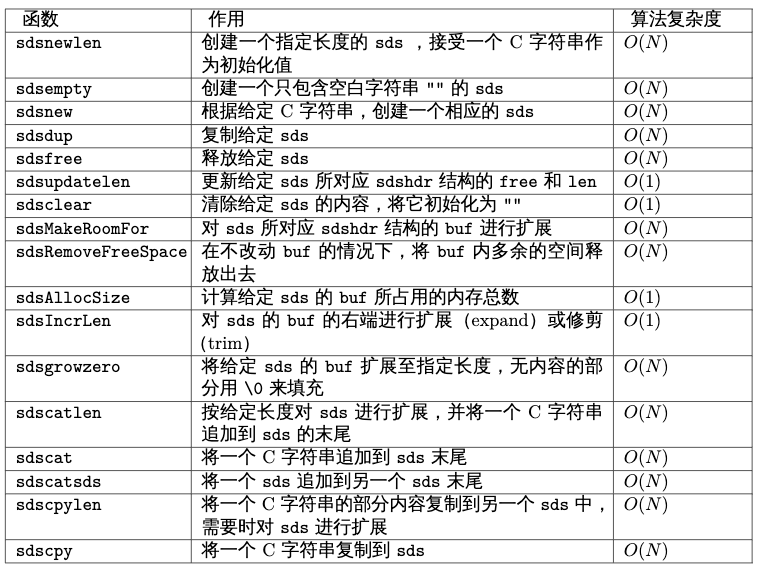 函数 作用 算法复杂度
sdsnewlen 创建一个指定长度的 sds ，接受一个 C 字符串作 O(N)
为初始化值
sdsempty 创建一个只包含空白字符串 "" 的 sds O(N)
sdsnew 根据给定 C 字符串，创建一个相应的 sds O(N)
sdsdup 复制给定 sds O(N)
sdsfree 释放给定 sds O(N)
sdsupdatelen 更新给定 sds 所对应 sdshdr 结构的 free 和 len O(1)
sdsclear 清除给定 sds 的内容，将它初始化为 "" O(1)
sdsMakeRoomFor 对 sds 所对应 sdshdr 结构的 buf 进行扩展 O(N)
sdsRemoveFreeSpace 在不改动 buf 的情况下，将 buf 内多余的空间释 O(N)
放出去
sdsAllocSize 计算给定 sds 的 buf 所占用的内存总数 O(1)
sdsIncrLen 对 sds 的 buf 的右端进行扩展（expand）或修剪 O(1)
（trim）
sdsgrowzero 将给定 sds 的 buf 扩展至指定长度，无内容的部 O(N)
分用 \0 来填充
sdscatlen 按给定长度对 sds 进行扩展，并将一个 C 字符串 O(N)
追加到 sds 的末尾
sdscat 将一个 C 字符串追加到 sds 末尾 O(N)
sdscatsds 将一个 sds 追加到另一个 sds 末尾 O(N)
sdscpylen 将一个 C 字符串的部分内容复制到另一个 sds 中， O(N)
需要时对 sds 进行扩展
sdscpy 将一个 C 字符串复制到 sds O(N)